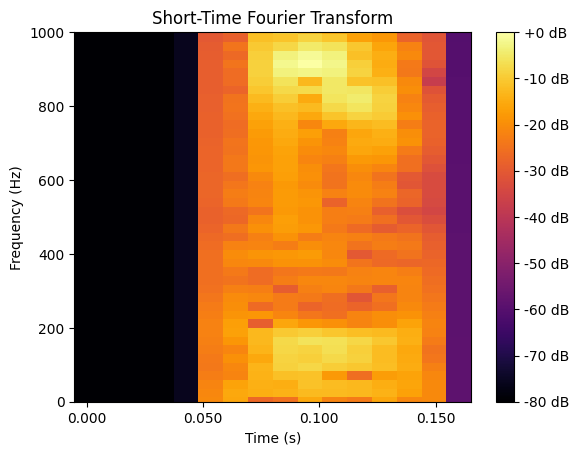 Short-Time Fourier Transform
1000
800
600
400
200
0
Frequency (Hz)
0.000
0.050
0.100
0.150
Time (s)
+0 dB
-10 dB
-20 dB
-30 dB
-40 dB
-50 dB
-60 dB
-70 dB
-80 dB